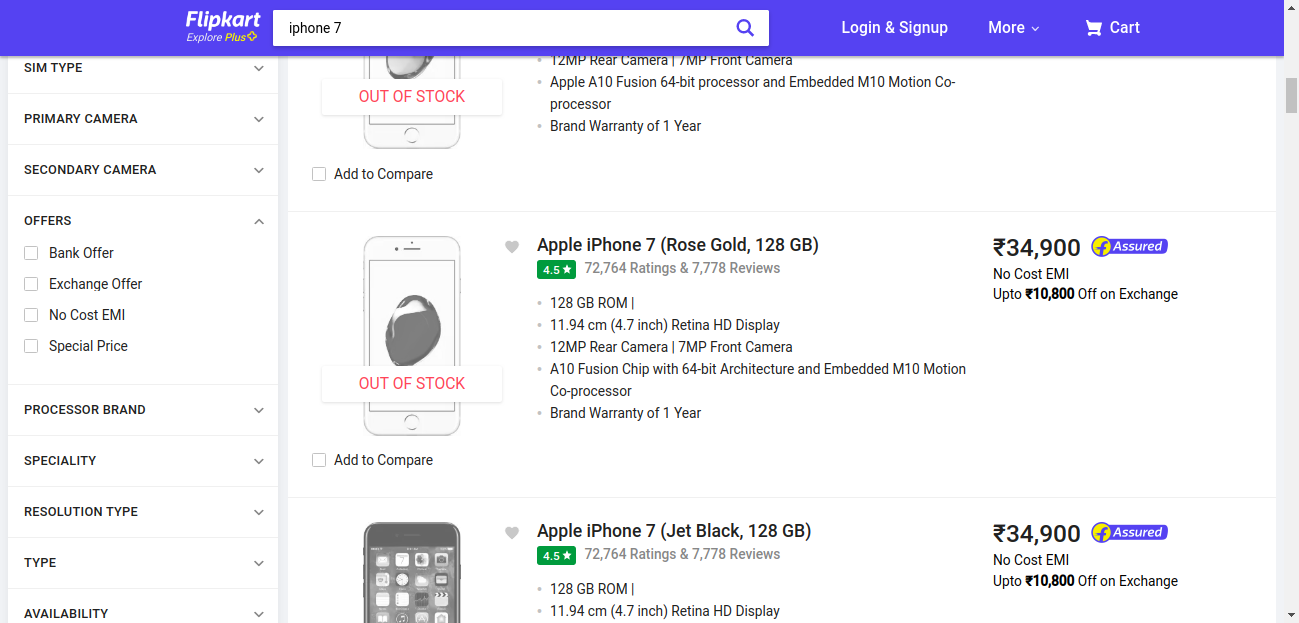 Flipkart
Explore Plus
iphone 7
Login & Signup
More
Cart
SIM TYPE
PRIMARY CAMERA
SECONDARY CAMERA
OFFERS
Bank Offer
Exchange Offer
No Cost EMI
Special Price
PROCESSOR BRAND
SPECIALITY
RESOLUTION TYPE
TYPE
AVAILABILITY
12MP Rear Camera | 7MP Front Camera
Apple A10 Fusion 64-bit processor and Embedded M10 Motion Co-
processor
Brand Warranty of 1 Year
OUT OF STOCK
Add to Compare
Apple iPhone 7 (Rose Gold, 128 GB)
4.5★ 72,764 Ratings & 7,778 Reviews
128 GB ROM |
11.94 cm (4.7 inch) Retina HD Display
12MP Rear Camera | 7MP Front Camera
A10 Fusion Chip with 64-bit Architecture and Embedded M10 Motion
Co-processor
Brand Warranty of 1 Year
₹34,900 Assured
No Cost EMI
Upto ₹10,800 Off on Exchange
OUT OF STOCK
Add to Compare
Apple iPhone 7 (Jet Black, 128 GB)
4.5★ 72,764 Ratings & 7,778 Reviews
128 GB ROM |
11.94 cm (4.7 inch) Retina HD Display
₹34,900 Assured
No Cost EMI
Upto ₹10,800 Off on Exchange